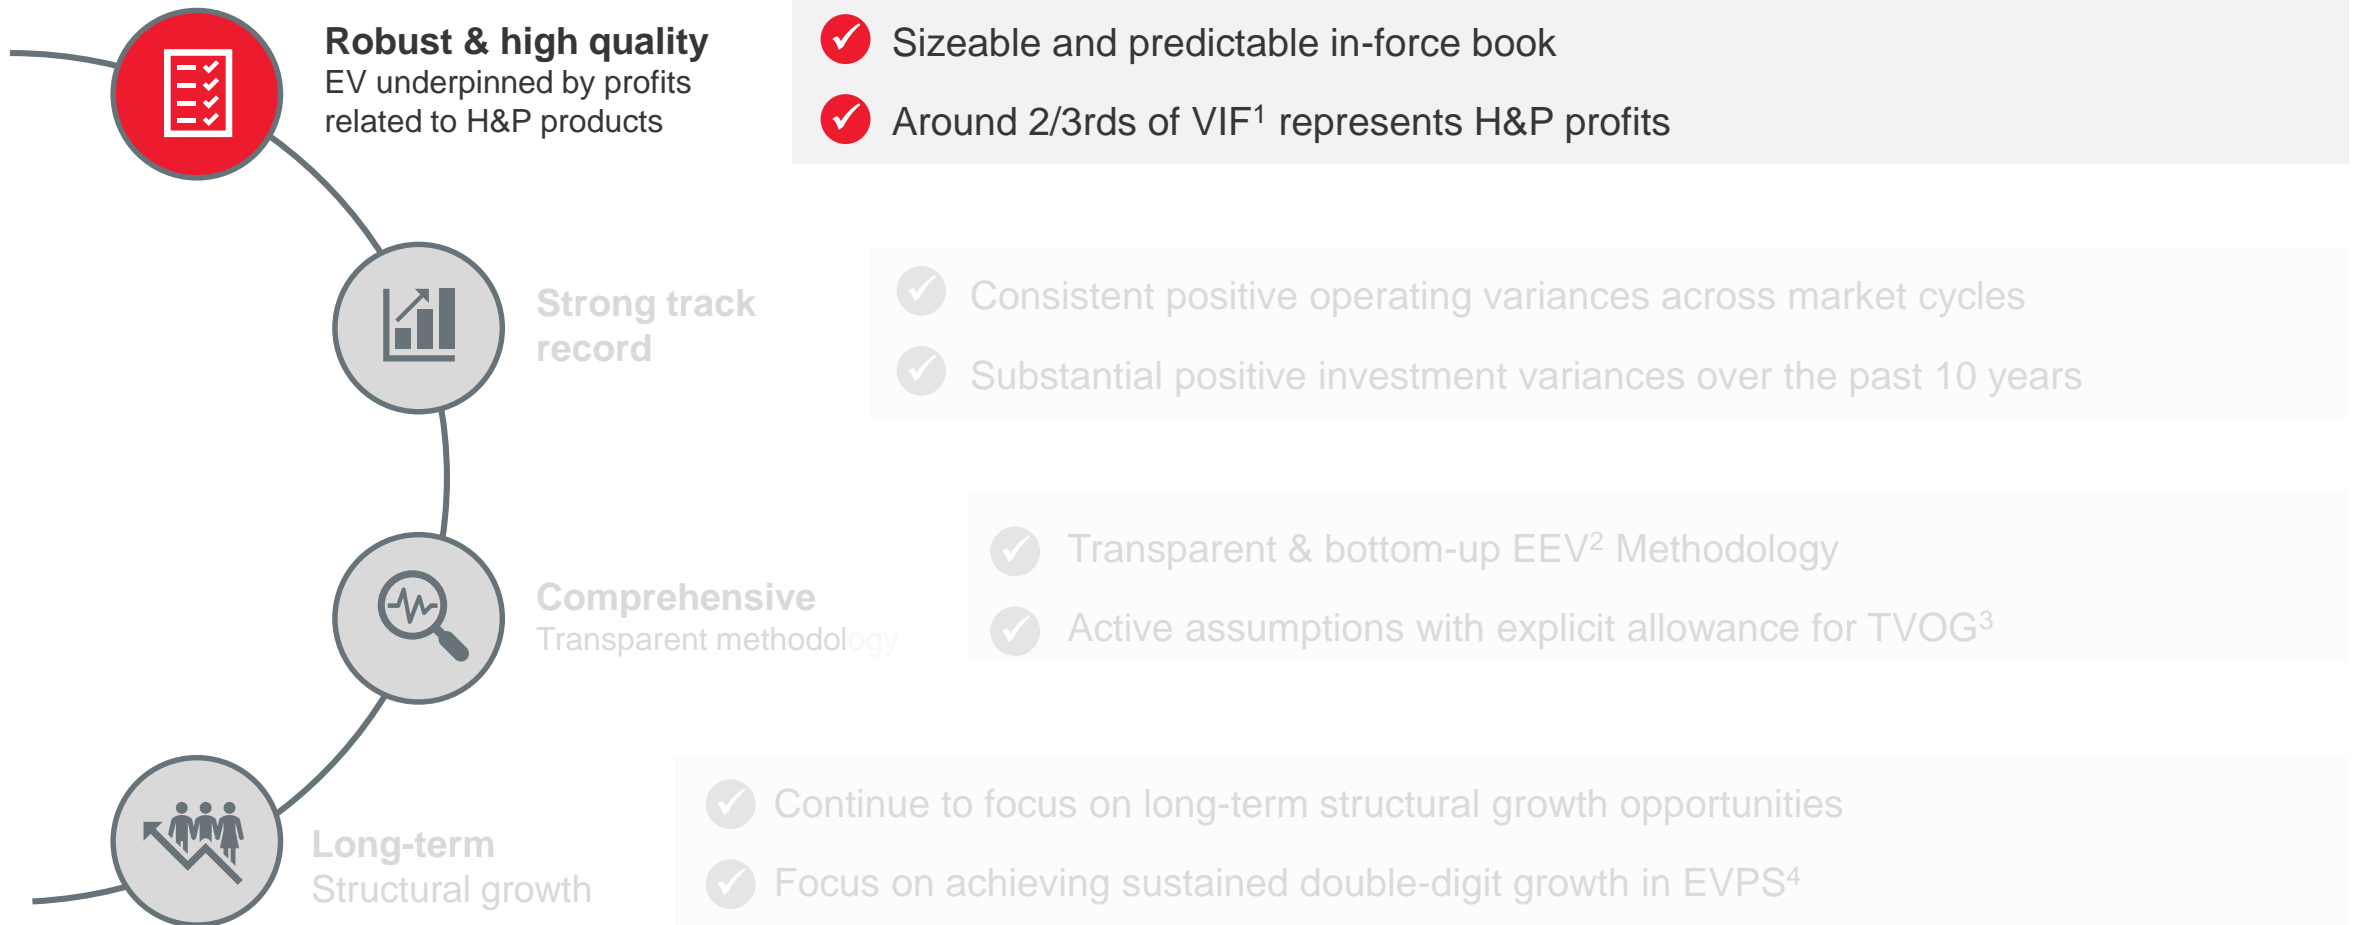 Robust & high quality
EV underpinned by profits
related to H&P products
Sizeable and predictable in-force book
Around 2/3rds of VIF¹ represents H&P profits
Strong track
record
Consistent positive operating variances across market cycles
Substantial positive investment variances over the past 10 years
Comprehensive
Transparent methodology
Transparent & bottom-up EEV² Methodology
Active assumptions with explicit allowance for TVOG³
Long-term
Structural growth
Continue to focus on long-term structural growth opportunities
Focus on achieving sustained double-digit growth in EVPS⁴